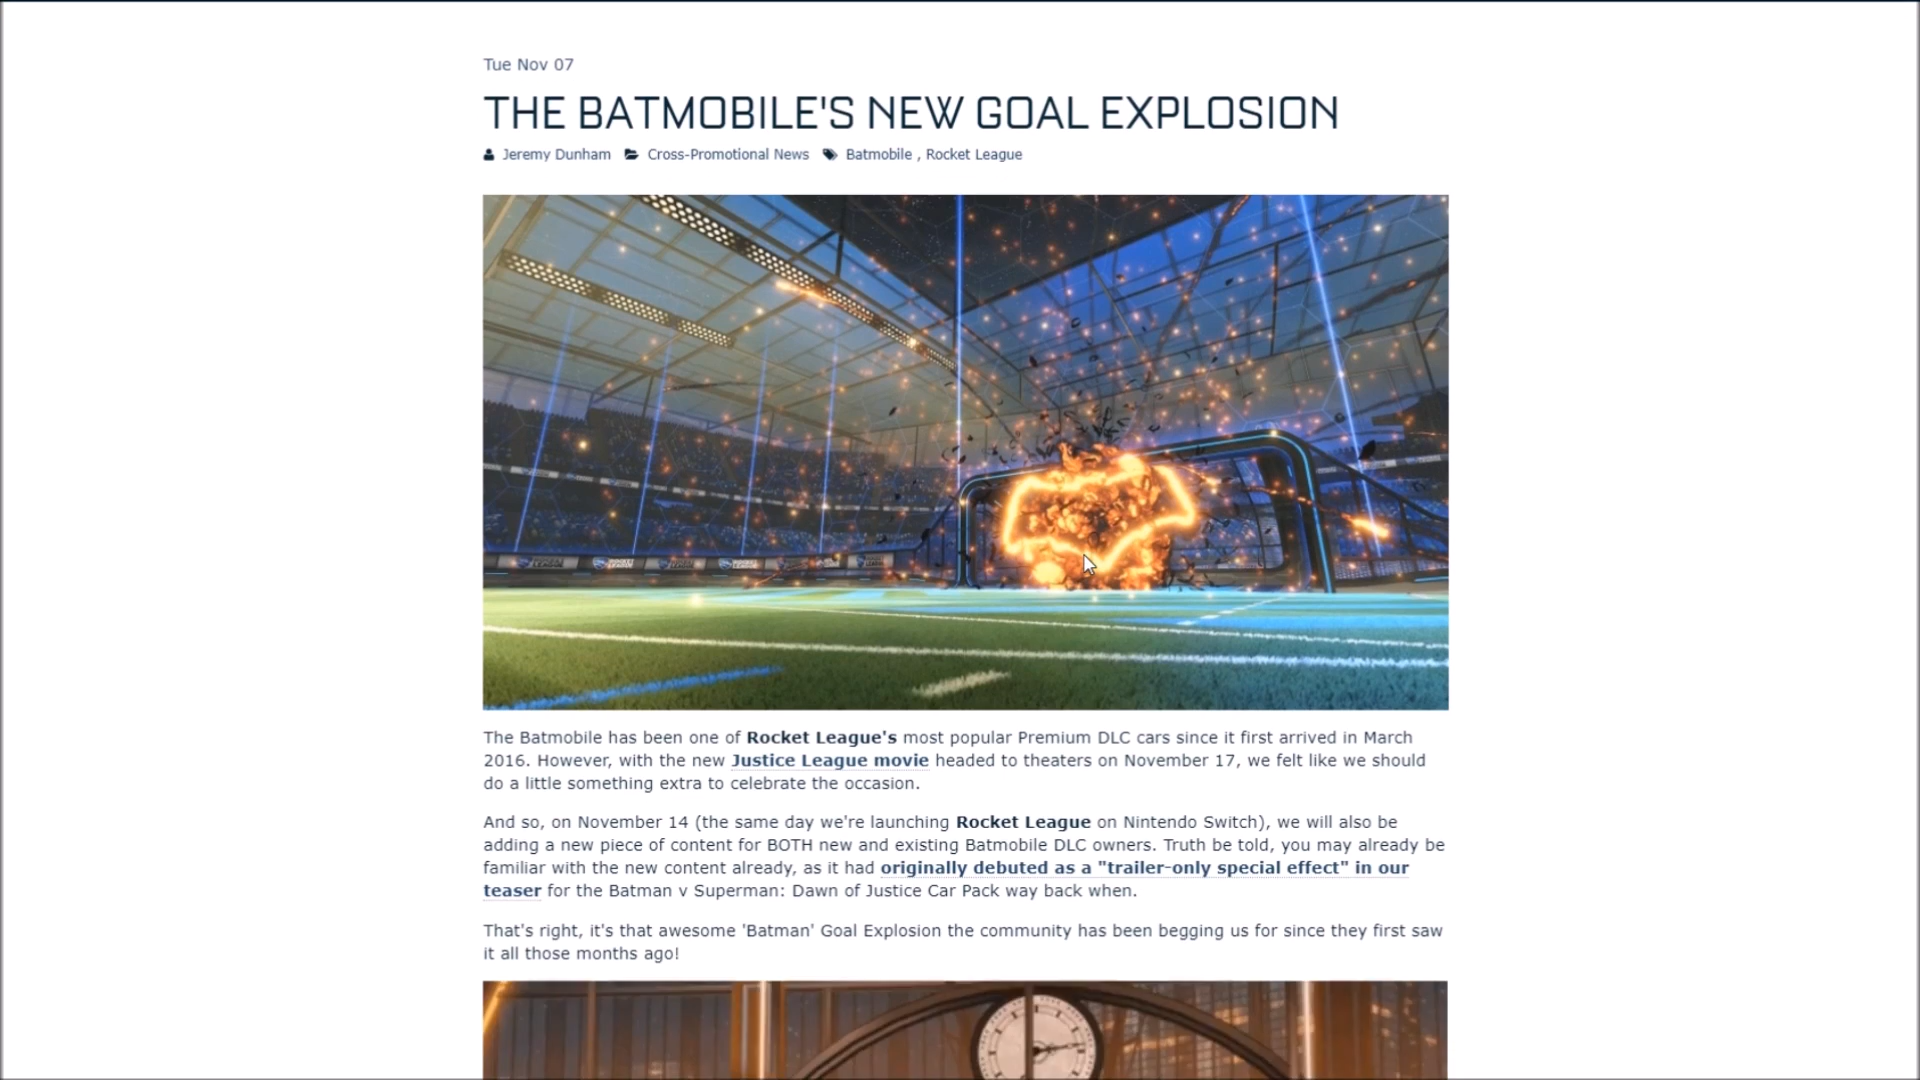 Tue Nov 07
THE BATMOBILE'S NEW GOAL EXPLOSION
Jeremy Dunham Cross-Promotional News Batmobile , Rocket League
The Batmobile has been one of Rocket League's most popular Premium DLC cars since it first arrived in March
2016. However, with the new Justice League movie headed to theaters on November 17, we felt like we should
do a little something extra to celebrate the occasion.
And so, on November 14 (the same day we're launching Rocket League on Nintendo Switch), we will also be
adding a new piece of content for BOTH new and existing Batmobile DLC owners. Truth be told, you may already be
familiar with the new content already, as it had originally debuted as a "trailer-only special effect" in our
teaser for the Batman v Superman: Dawn of Justice Car Pack way back when.
That's right, it's that awesome 'Batman' Goal Explosion the community has been begging us for since they first saw
it all those months ago!